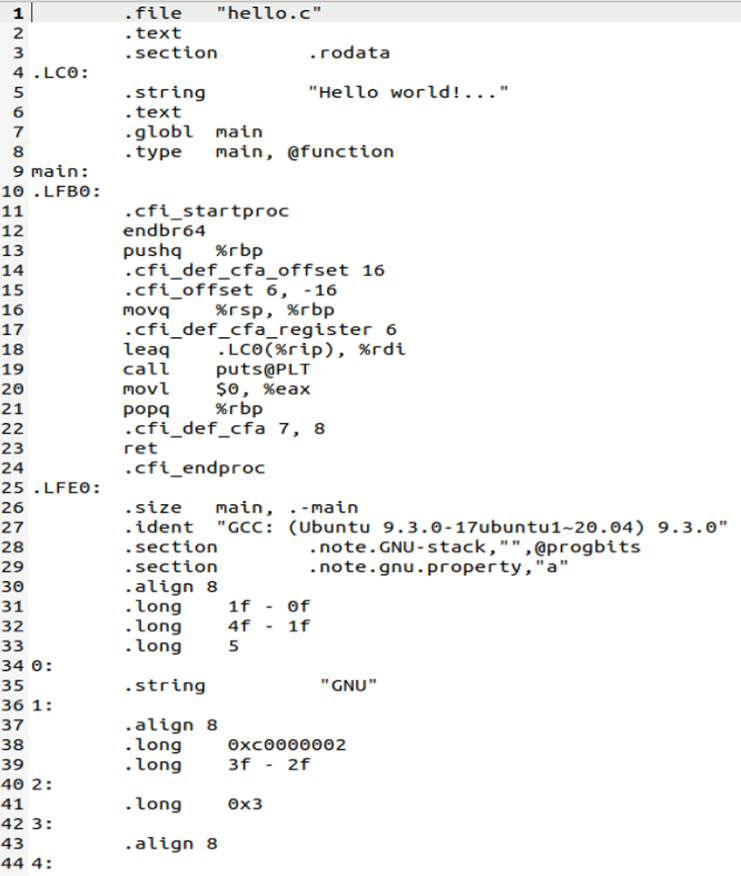 1 .file "hello.c"
2 .text
3 .section .rodata
4 .LC0:
5 .string "Hello world!..."
6 .text
7 .globl main
8 .type main, @function
9 main:
10 .LFB0:
11 .cfi_startproc
12 endbr64
13 pushq %rbp
14 .cfi_def_cfa_offset 16
15 .cfi_offset 6, -16
16 movq %rsp, %rbp
17 .cfi_def_cfa_register 6
18 leaq .LC0(%rip), %rdi
19 call puts@PLT
20 movl $0, %eax
21 popq %rbp
22 .cfi_def_cfa 7, 8
23 ret
24 .cfi_endproc
25 .LFE0:
26 .size main, .-main
27 .ident "GCC: (Ubuntu 9.3.0-17ubuntu1~20.04) 9.3.0"
28 .section .note.GNU-stack,"",@progbits
29 .section .note.gnu.property,"a"
30 .align 8
31 .long 1f - 0f
32 .long 4f - 1f
33 .long 5
34 0:
35 .string "GNU"
36 1:
37 .align 8
38 .long 0xc0000002
39 .long 3f - 2f
40 2:
41 .long 0x3
42 3:
43 .align 8
44 4: